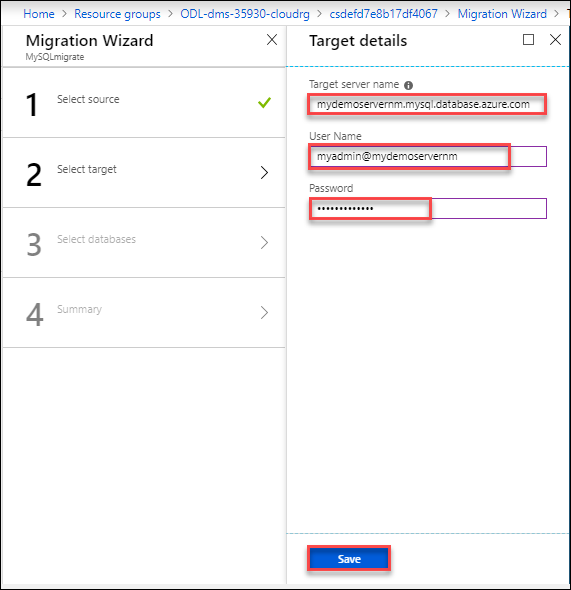 Home > Resource groups > ODL-dms-35930-cloudrg > csdefd7e8b17df4067 > Migration Wizard >
Migration Wizard
MySQLmigrate
1 Select source
2 Select target
3 Select databases
4 Summary
Target details
Target server name
mydemoservernm.mysql.database.azure.com
User Name
myadmin@mydemoservernm
Password
•••••••••••••
Save